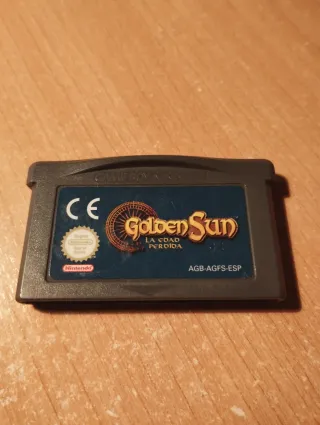 CE
GOLDEN SUN
LA EDAD
PERDIDA
Nintendo
AGB-AGFS-ESP